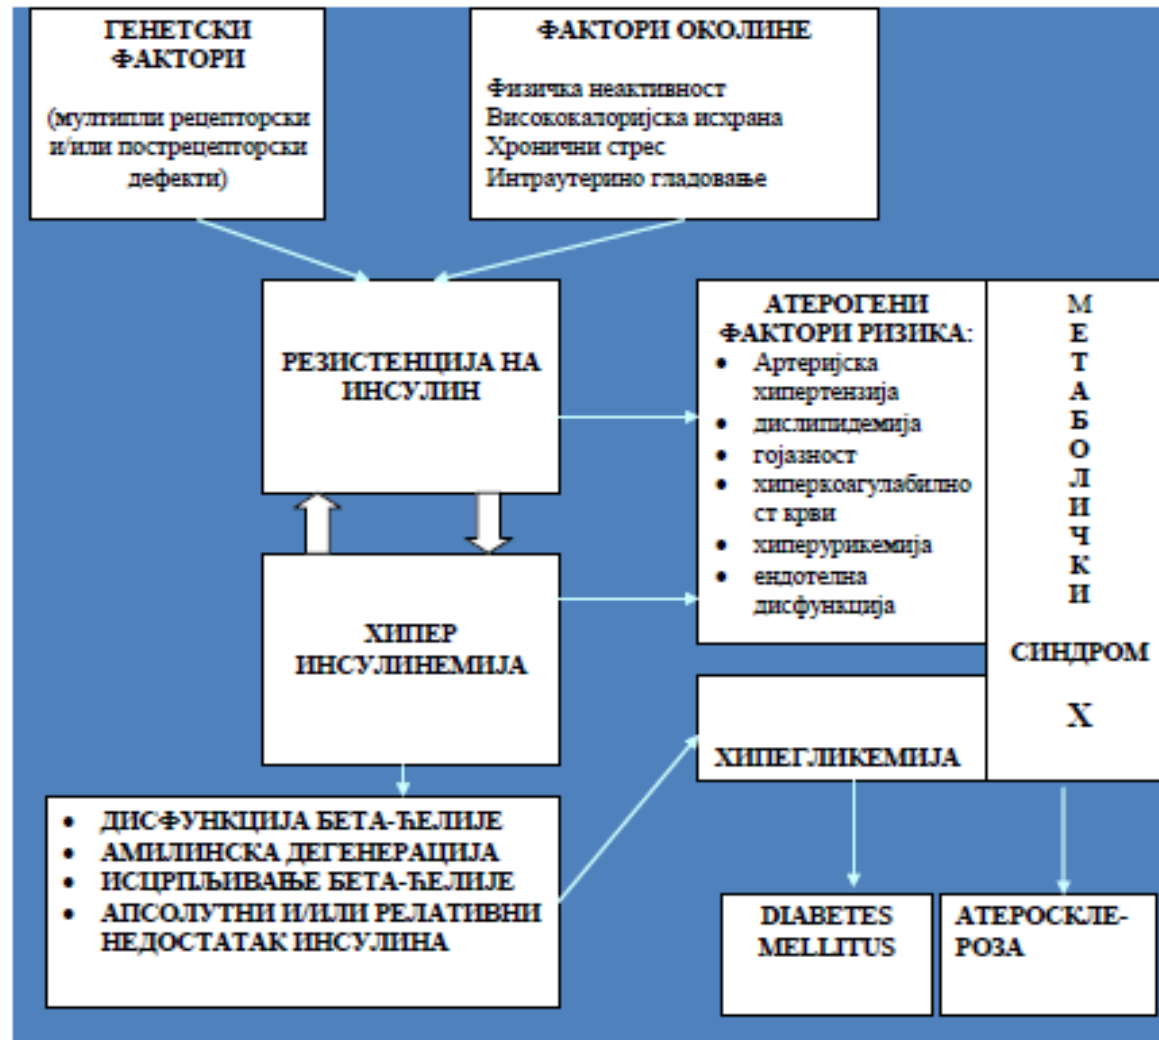 ГЕНЕТСКИ
ФАКТОРИ
(мултипли рецепторски
и/или пострецепторски
дефекти)
ФАКТОРИ ОКОЛИНЕ
Физичка неактивност
Висококалоријска исхрана
Хронични стрес
Интраутерино гладовање
РЕЗИСТЕНЦИЈА НА
ИНСУЛИН
АТЕРОГЕНИ
ФАКТОРИ РИЗИКА:
• Артеријска
хипертензија
• дислипидемија
• гојазност
• хиперкоагулабилно
ст крви
• хиперурикемија
• ендотелна
дисфункција
М
Е
Т
А
Б
О
Л
И
Ч
К
И
СИНДРОМ
X
ХИПЕР
ИНСУЛИНЕМИЈА
ХИПЕГЛИКЕМИЈА
• ДИСФУНКЦИЈА БЕТА-ЋЕЛИЈЕ
• АМИЛИНСКА ДЕГЕНЕРАЦИЈА
• ИСЦРПЉИВАЊЕ БЕТА-ЋЕЛИЈЕ
• АПСОЛУТНИ И/ИЛИ РЕЛАТИВНИ
НЕДОСТАТАК ИНСУЛИНА
DIABETES
MELLITUS
АТЕРОСКЛЕ-
РОЗА